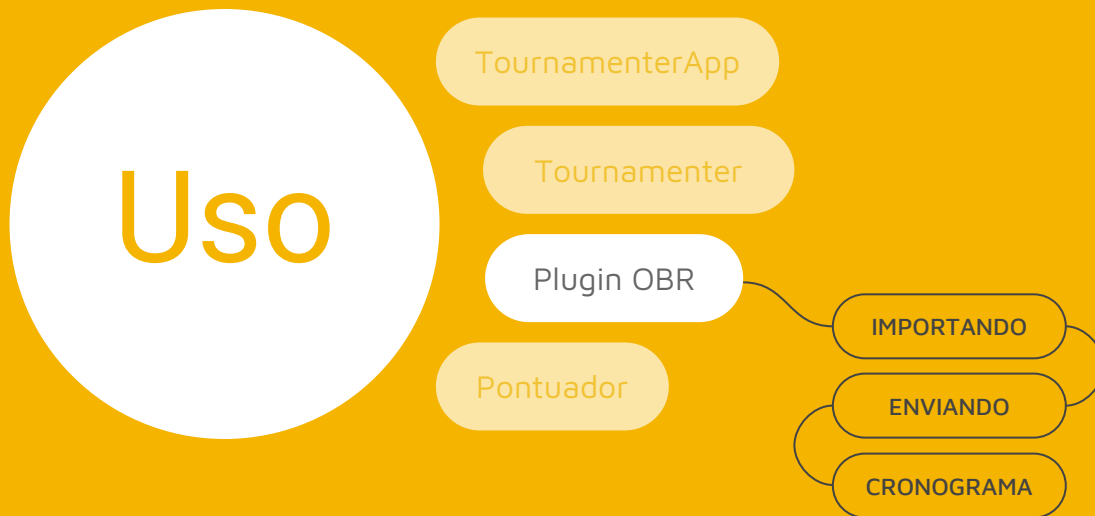 Uso
TournamenterApp
Tournamenter
Plugin OBR
Pontuador
IMPORTANDO
ENVIANDO
CRONOGRAMA